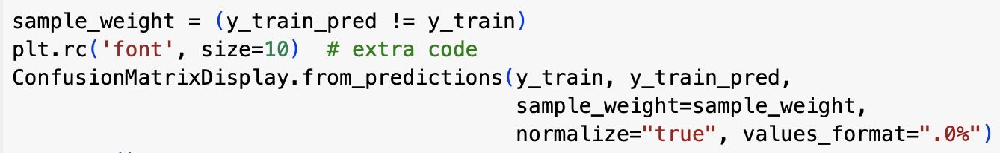 sample_weight = (y_train_pred != y_train)
plt.rc('font', size=10)  # extra code
ConfusionMatrixDisplay.from_predictions(y_train, y_train_pred,
                                        sample_weight=sample_weight,
                                        normalize="true", values_format=".0%")